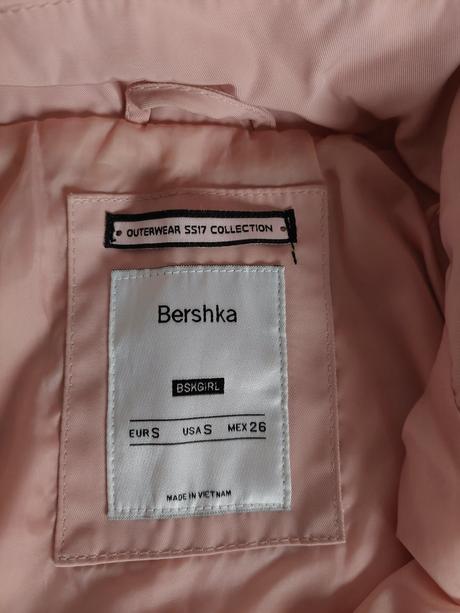 OUTERWEAR SS17 COLLECTION
Bershka
BSKGIRL
EUR S USA S MEX 26
MADE IN VIETNAM